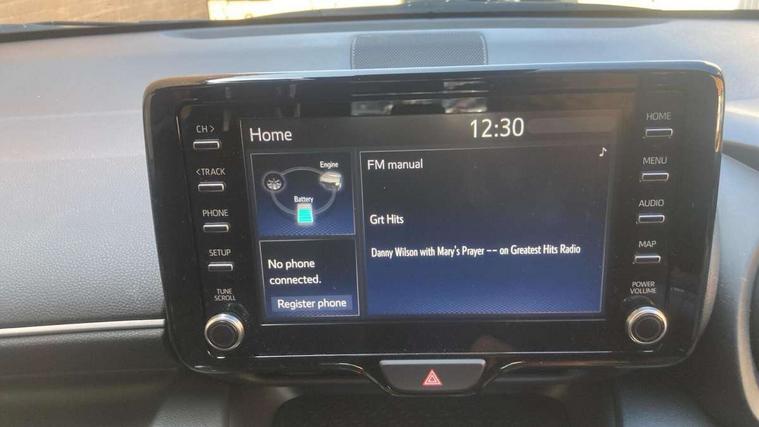 CH >
< TRACK
PHONE
SETUP
TUNE
SCROLL
Home
12:30
Engine
Battery
No phone
connected.
Register phone
FM manual
Grt Hits
Danny Wilson with Mary's Prayer -- on Greatest Hits Radio
HOME
MENU
AUDIO
MAP
POWER
VOLUME